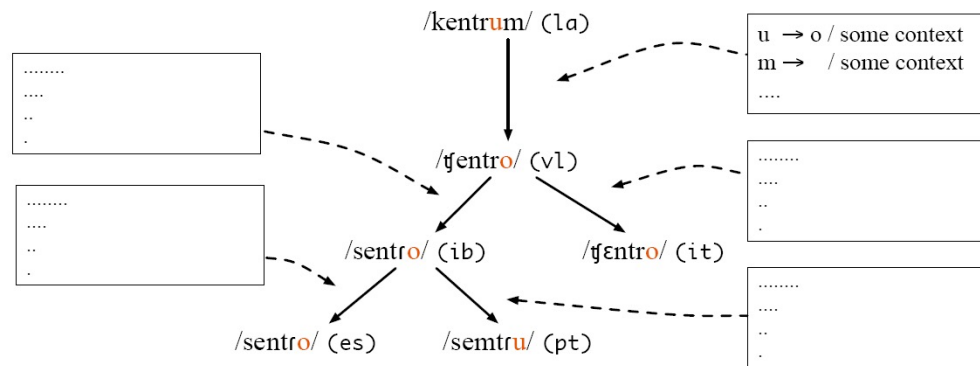 /kentrum/ (la)
u → o / some context
m → / some context
....
........
....
..
.
/ʧentro/ (vl)
........
....
..
.
........
....
..
.
/sentɾo/ (ib)
/ʧɛntro/ (it)
........
....
..
.
/sentɾo/ (es)
/semtɾu/ (pt)